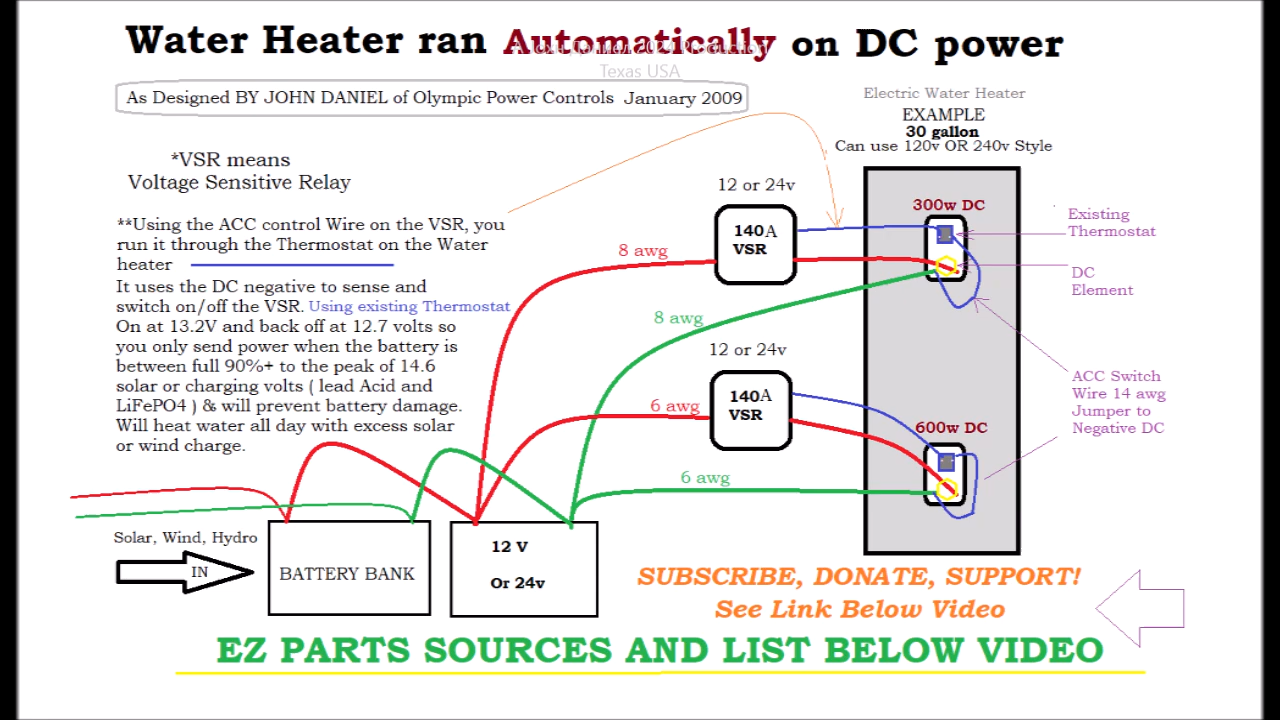 Water Heater ran Automatically on DC power
Texas USA
As Designed BY JOHN DANIEL of Olympic Power Controls January 2009
Electric Water Heater
EXAMPLE
30 gallon
Can use 120v OR 240v Style
*VSR means
Voltage Sensitive Relay
**Using the ACC control Wire on the VSR, you
run it through the Thermostat on the Water
heater
It uses the DC negative to sense and
switch on/off the VSR. Using existing Thermostat
On at 13.2V and back off at 12.7 volts so
you only send power when the battery is
between full 90%+ to the peak of 14.6
solar or charging volts ( lead Acid and
LiFePO4 ) & will prevent battery damage.
Will heat water all day with excess solar
or wind charge.
12 or 24v
140A
VSR
8 awg
300w DC
Existing
Thermostat
DC
Element
8 awg
12 or 24v
140A
VSR
6 awg
600w DC
ACC Switch
Wire 14 awg
Jumper to
Negative DC
6 awg
Solar, Wind, Hydro
IN
BATTERY BANK
12 V
Or 24v
SUBSCRIBE, DONATE, SUPPORT!
See Link Below Video
EZ PARTS SOURCES AND LIST BELOW VIDEO